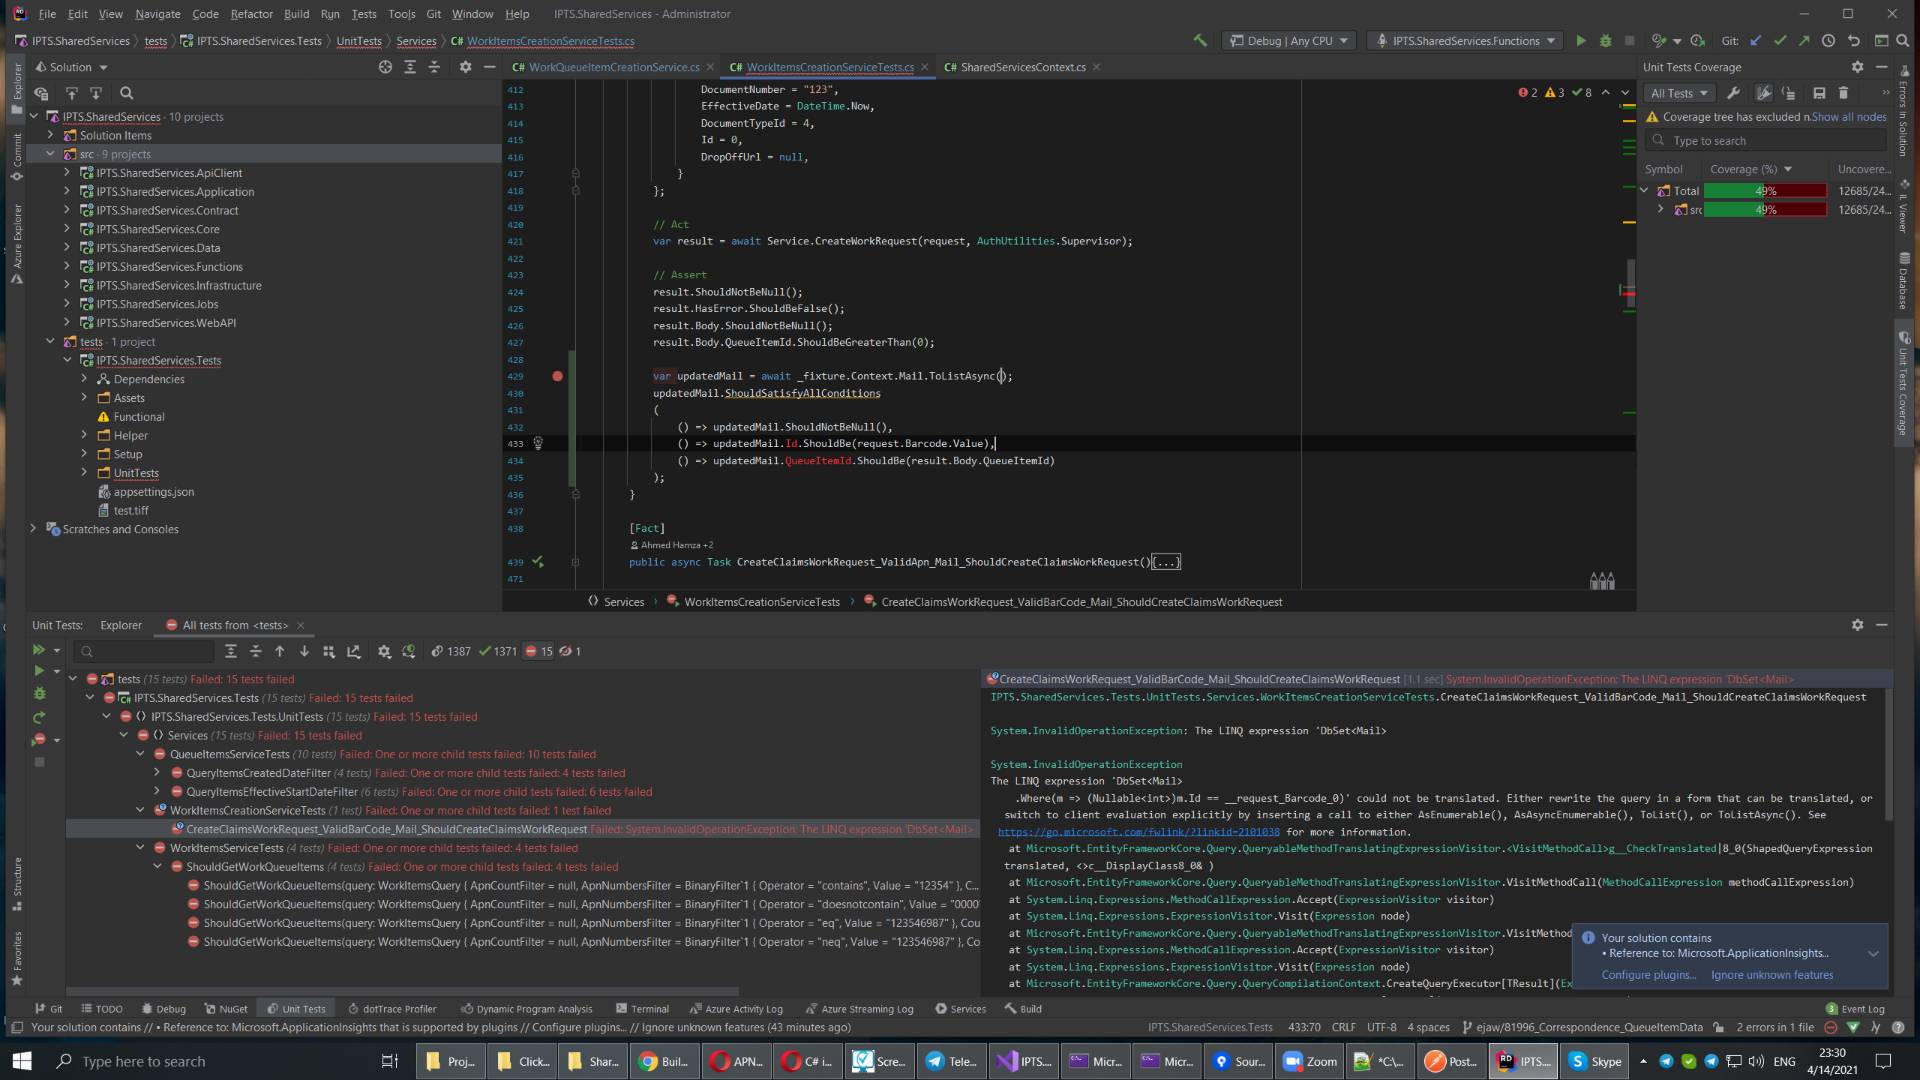 File Edit View Navigate Code Refactor Build Run Tests Tools Git Window Help IPTS.SharedServices - Administrator
IPTS.SharedServices tests IPTS.SharedServices.Tests UnitTests Services C# WorkItemsCreationServiceTests.cs Debug | Any CPU IPTS.SharedServices.Functions Git:
Solution
C# WorkQueueItemCreationService.cs C# WorkItemsCreationServiceTests.cs C# SharedServicesContext.cs
Unit Tests Coverage
All Tests
Coverage tree has excluded n.Show all nodes
Type to search
Symbol Coverage (%) Uncovere...
Total 49% 12685/24...
src 49% 12685/24...
Explorer
Commit
Azure Explorer
Structure
Favorites
Errors In Solution
IL Viewer
Database
Unit Tests Coverage
IPTS.SharedServices · 10 projects
Solution Items
src · 9 projects
IPTS.SharedServices.ApiClient
IPTS.SharedServices.Application
IPTS.SharedServices.Contract
IPTS.SharedServices.Core
IPTS.SharedServices.Data
IPTS.SharedServices.Functions
IPTS.SharedServices.Infrastructure
IPTS.SharedServices.Jobs
IPTS.SharedServices.WebAPI
tests · 1 project
IPTS.SharedServices.Tests
Dependencies
Assets
Functional
Helper
Setup
UnitTests
appsettings.json
test.tiff
Scratches and Consoles
2 3 8
412 DocumentNumber = "123",
413 EffectiveDate = DateTime.Now,
414 DocumentTypeId = 4,
415 Id = 0,
416 DropOffUrl = null,
417 }
418 };
419
420 // Act
421 var result = await Service.CreateWorkRequest(request, AuthUtilities.Supervisor);
422
423 // Assert
424 result.ShouldNotBeNull();
425 result.HasError.ShouldBeFalse();
426 result.Body.ShouldNotBeNull();
427 result.Body.QueueItemId.ShouldBeGreaterThan(0);
428
429 var updatedMail = await _fixture.Context.Mail.ToListAsync();
430 updatedMail.ShouldSatisfyAllConditions
431 (
432 () => updatedMail.ShouldNotBeNull(),
433 () => updatedMail.Id.ShouldBe(request.Barcode.Value),
434 () => updatedMail.QueueItemId.ShouldBe(result.Body.QueueItemId)
435 );
436 }
437
438 [Fact]
Ahmed Hamza +2
439 public async Task CreateClaimsWorkRequest_ValidApn_Mail_ShouldCreateClaimsWorkRequest(){...}
471
Services WorkItemsCreationServiceTests CreateClaimsWorkRequest_ValidBarCode_Mail_ShouldCreateClaimsWorkRequest
Unit Tests: Explorer All tests from <tests>
1387 1371 15 1
tests (15 tests) Failed: 15 tests failed
IPTS.SharedServices.Tests (15 tests) Failed: 15 tests failed
IPTS.SharedServices.Tests.UnitTests (15 tests) Failed: 15 tests failed
Services (15 tests) Failed: 15 tests failed
QueueItemsServiceTests (10 tests) Failed: One or more child tests failed: 10 tests failed
QueryItemsCreatedDateFilter (4 tests) Failed: One or more child tests failed: 4 tests failed
QueryItemsEffectiveStartDateFilter (6 tests) Failed: One or more child tests failed: 6 tests failed
WorkItemsCreationServiceTests (1 test) Failed: One or more child tests failed: 1 test failed
CreateClaimsWorkRequest_ValidBarCode_Mail_ShouldCreateClaimsWorkRequest Failed: System.InvalidOperationException: The LINQ expression 'DbSet<Mail>
WorkItemsServiceTests (4 tests) Failed: One or more child tests failed: 4 tests failed
ShouldGetWorkQueueItems (4 tests) Failed: One or more child tests failed: 4 tests failed
ShouldGetWorkQueueItems(query: WorkItemsQuery { ApnCountFilter = null, ApnNumbersFilter = BinaryFilter`1 { Operator = "contains", Value = "12354" }, C...
ShouldGetWorkQueueItems(query: WorkItemsQuery { ApnCountFilter = null, ApnNumbersFilter = BinaryFilter`1 { Operator = "doesnotcontain", Value = "0000"
ShouldGetWorkQueueItems(query: WorkItemsQuery { ApnCountFilter = null, ApnNumbersFilter = BinaryFilter`1 { Operator = "eq", Value = "123546987" }, Cou
ShouldGetWorkQueueItems(query: WorkItemsQuery { ApnCountFilter = null, ApnNumbersFilter = BinaryFilter`1 { Operator = "neq", Value = "123546987" }, Co
CreateClaimsWorkRequest_ValidBarCode_Mail_ShouldCreateClaimsWorkRequest [1.1 sec] System.InvalidOperationException: The LINQ expression 'DbSet<Mail>
IPTS.SharedServices.Tests.UnitTests.Services.WorkItemsCreationServiceTests.CreateClaimsWorkRequest_ValidBarCode_Mail_ShouldCreateClaimsWorkRequest
System.InvalidOperationException: The LINQ expression 'DbSet<Mail>
System.InvalidOperationException
The LINQ expression 'DbSet<Mail>
.Where(m => (Nullable<int>)m.Id == __request_Barcode_0)' could not be translated. Either rewrite the query in a form that can be translated, or
switch to client evaluation explicitly by inserting a call to either AsEnumerable(), AsAsyncEnumerable(), ToList(), or ToListAsync(). See
https://go.microsoft.com/fwlink/?linkid=2101038 for more information.
at Microsoft.EntityFrameworkCore.Query.QueryableMethodTranslatingExpressionVisitor.<VisitMethodCall>g__CheckTranslated|8_0(ShapedQueryExpression
translated, <>c__DisplayClass8_0& )
at Microsoft.EntityFrameworkCore.Query.QueryableMethodTranslatingExpressionVisitor.VisitMethodCall(MethodCallExpression methodCallExpression)
at System.Linq.Expressions.MethodCallExpression.Accept(ExpressionVisitor visitor)
at System.Linq.Expressions.ExpressionVisitor.Visit(Expression node)
at Microsoft.EntityFrameworkCore.Query.QueryableMethodTranslatingExpressionVisitor.VisitMethod
at System.Linq.Expressions.MethodCallExpression.Accept(ExpressionVisitor visitor)
at System.Linq.Expressions.ExpressionVisitor.Visit(Expression node)
at Microsoft.EntityFrameworkCore.Query.QueryCompilationContext.CreateQueryExecutor[TResult](Ex
Your solution contains
• Reference to: Microsoft.ApplicationInsights...
Configure plugins... Ignore unknown features
Git TODO Debug NuGet Unit Tests dotTrace Profiler Dynamic Program Analysis Terminal Azure Activity Log Azure Streaming Log Services Build 3 Event Log
Your solution contains // • Reference to: Microsoft.ApplicationInsights that is supported by plugins // Configure plugins... // Ignore unknown features (43 minutes ago) IPTS.SharedServices.Tests 433:70 CRLF UTF-8 4 spaces ejaw/81996_Correspondence_QueueItemData 2 errors in 1 file
Type here to search Proj... Click... Shar... Buil... APN... C# i... Scre... Tele... IPTS... Micr... Micr... Sour... Zoom *C:\... Post... IPTS... Skype ENG 23:30
4/14/2021